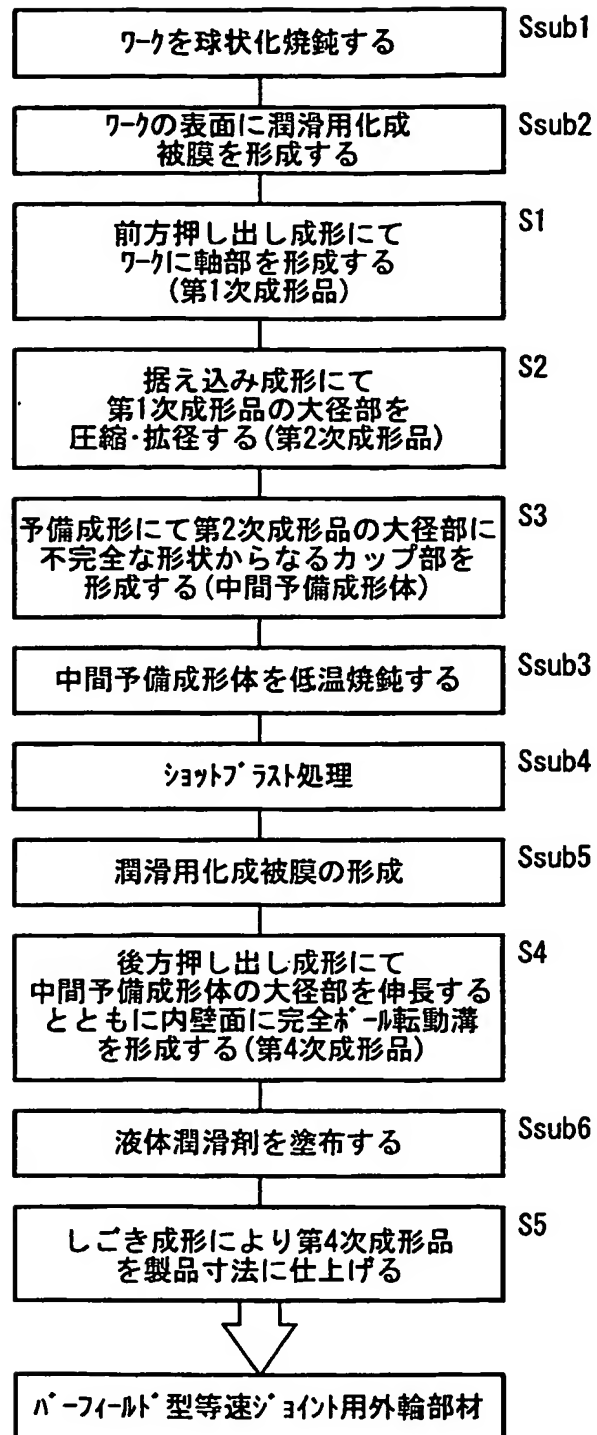 ワークを球状化焼鈍する
Ssub1
ワークの表面に潤滑用化成
被膜を形成する
Ssub2
前方押し出し成形にて
ワークに軸部を形成する
(第1次成形品)
S1
据え込み成形にて
第1次成形品の大径部を
圧縮・拡径する(第2次成形品)
S2
予備成形にて第2次成形品の大径部に
不完全な形状からなるカップ部を
形成する(中間予備成形体)
S3
中間予備成形体を低温焼鈍する
Ssub3
ショットブラスト処理
Ssub4
潤滑用化成被膜の形成
Ssub5
後方押し出し成形にて
中間予備成形体の大径部を伸長する
とともに内壁面に完全ボール転動溝
を形成する(第4次成形品)
S4
液体潤滑剤を塗布する
Ssub6
しごき成形により第4次成形品
を製品寸法に仕上げる
S5
バーフィールド型等速ジョイント用外輪部材